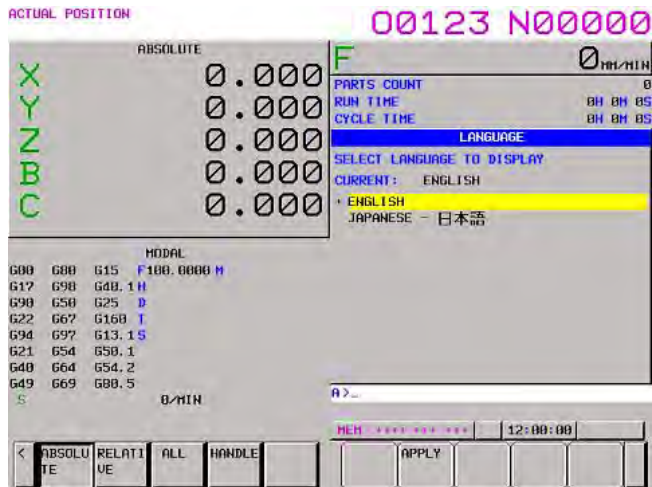 ACTUAL POSITION
O0123 N00000
ABSOLUTE
X 0.000
Y 0.000
Z 0.000
B 0.000
C 0.000
F 0 MM/MIN
PARTS COUNT 0
RUN TIME 0H 0M 0S
CYCLE TIME 0H 0M 0S
LANGUAGE
SELECT LANGUAGE TO DISPLAY
CURRENT: ENGLISH
ENGLISH
JAPANESE - 日本語
MODAL
G00 G80 G15 F100.0000 M
G17 G98 G40.1 H
G90 G50 G25 D
G22 G67 G160 T
G94 G97 G13.1 S
G21 G54 G50.1
G40 G64 G54.2
G49 G69 G80.5
S 0/MIN
A>_
MEM **** *** *** 12:00:00
< ABSOLUTE RELATIVE ALL HANDLE
APPLY